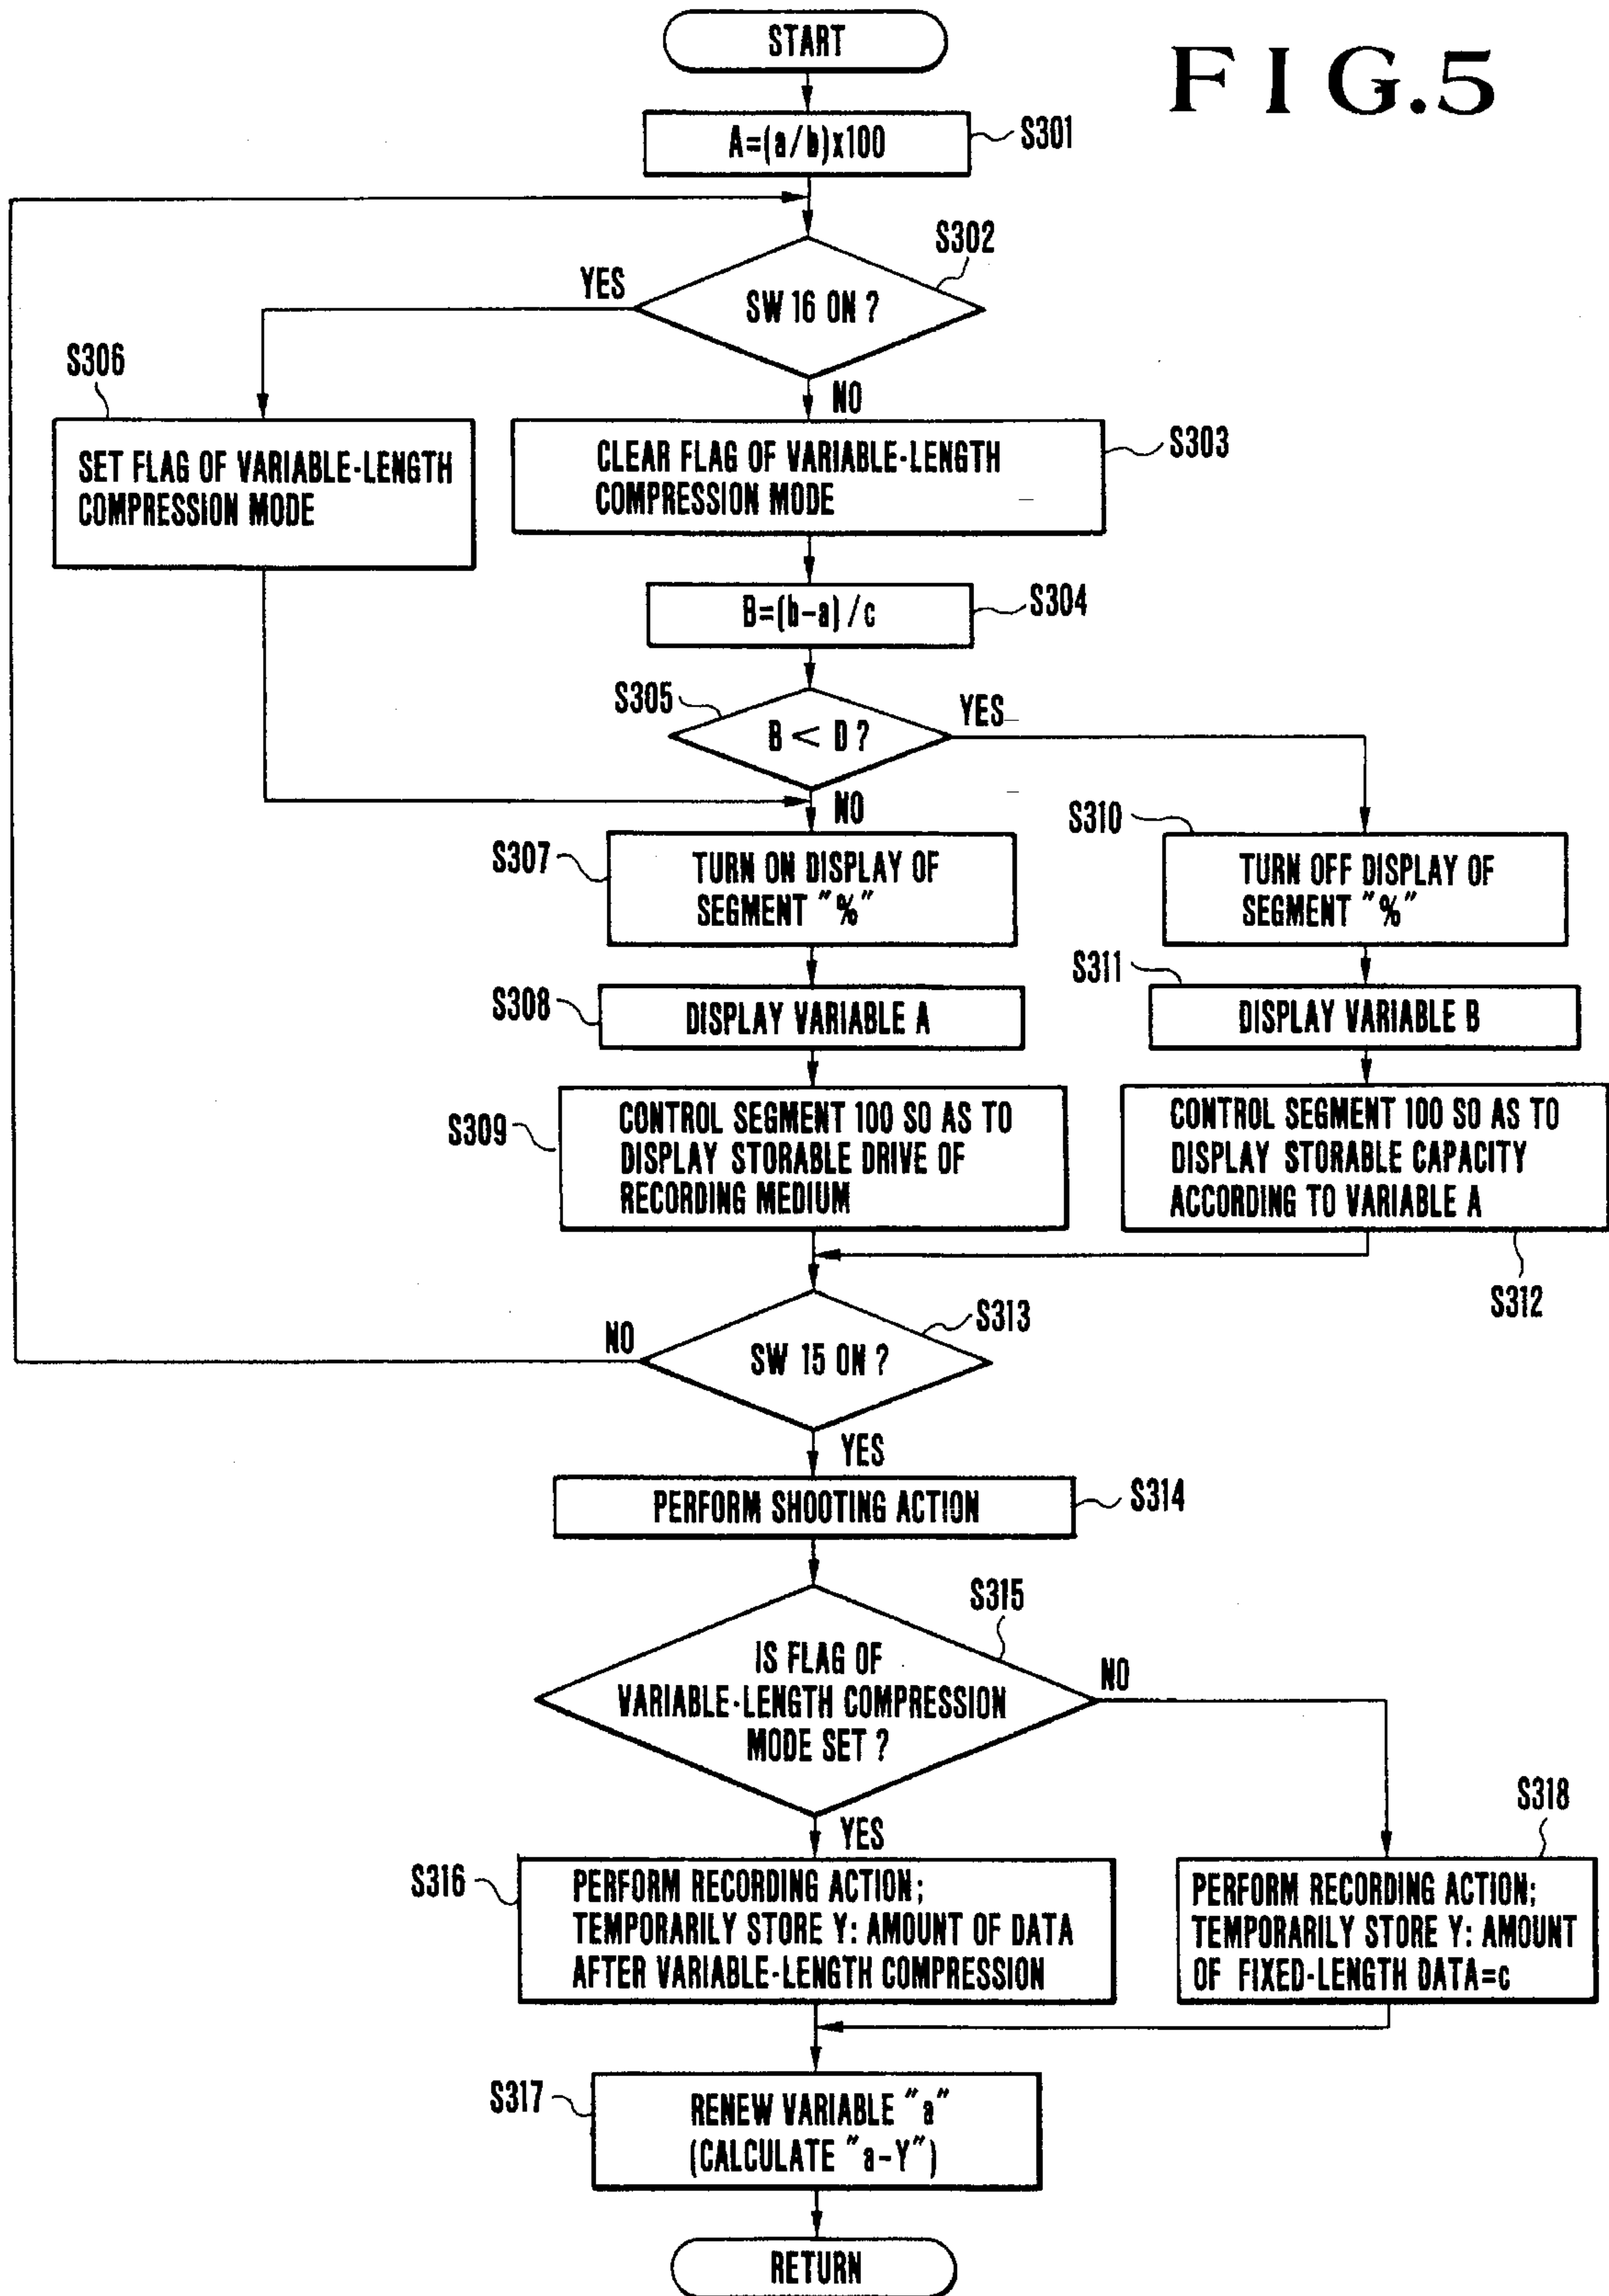 FIG.5
START
A=(a/b)x100
S301
S302
SW 16 ON ?
YES
NO
S306
SET FLAG OF VARIABLE-LENGTH
COMPRESSION MODE
CLEAR FLAG OF VARIABLE-LENGTH
COMPRESSION MODE
S303
B=(b-a)/c
S304
S305
B < D ?
YES
NO
S307
TURN ON DISPLAY OF
SEGMENT "%"
S310
TURN OFF DISPLAY OF
SEGMENT "%"
S308
DISPLAY VARIABLE A
S311
DISPLAY VARIABLE B
S309
CONTROL SEGMENT 100 SO AS TO
DISPLAY STORABLE DRIVE OF
RECORDING MEDIUM
CONTROL SEGMENT 100 SO AS TO
DISPLAY STORABLE CAPACITY
ACCORDING TO VARIABLE A
S312
S313
SW 15 ON ?
NO
YES
PERFORM SHOOTING ACTION
S314
S315
IS FLAG OF
VARIABLE-LENGTH COMPRESSION
MODE SET ?
NO
YES
S316
PERFORM RECORDING ACTION;
TEMPORARILY STORE Y: AMOUNT OF DATA
AFTER VARIABLE-LENGTH COMPRESSION
S318
PERFORM RECORDING ACTION;
TEMPORARILY STORE Y: AMOUNT
OF FIXED-LENGTH DATA=c
S317
RENEW VARIABLE "a"
(CALCULATE "a-Y")
RETURN